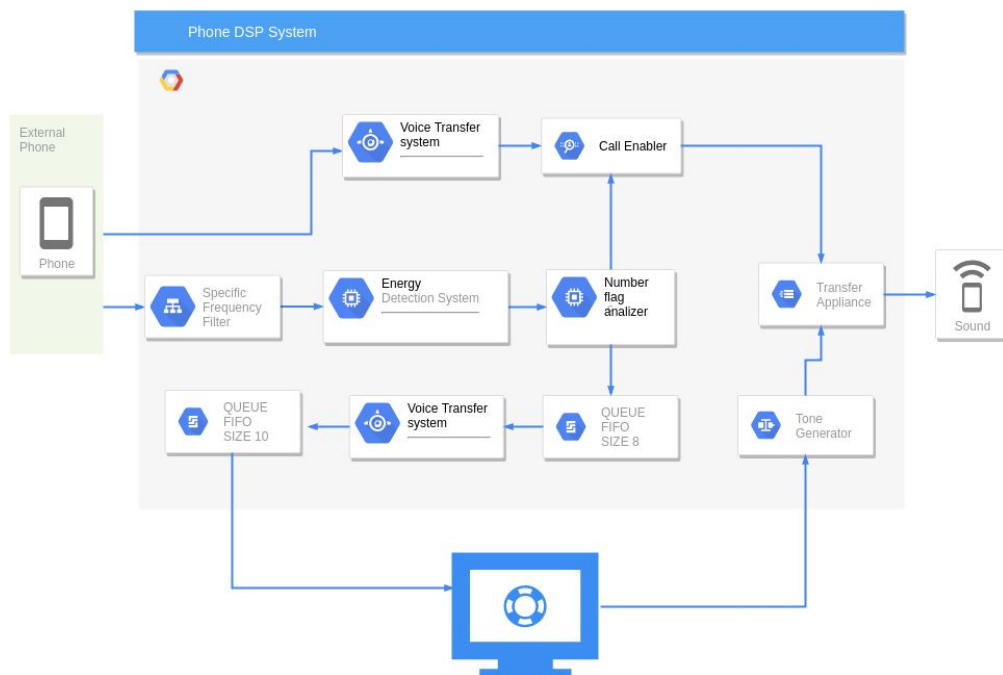 Phone DSP System
External
Phone
Phone
Voice Transfer
system
Call Enabler
Specific
Frequency
Filter
Energy
Detection System
Number
flag
analizer
Transfer
Appliance
Sound
QUEUE
FIFO
SIZE 10
Voice Transfer
system
QUEUE
FIFO
SIZE 8
Tone
Generator